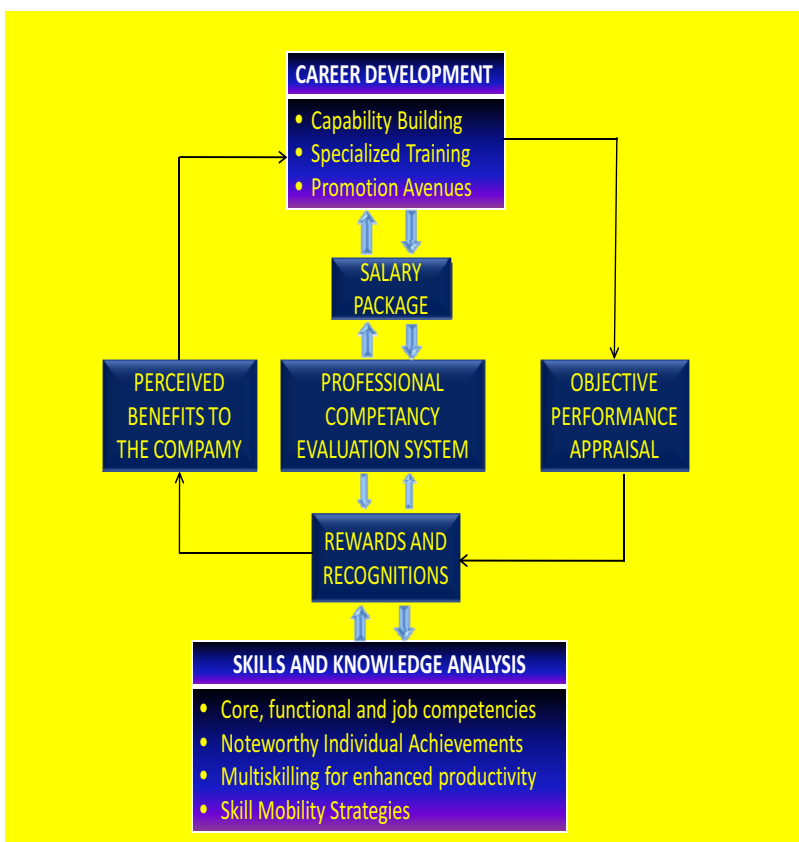 CAREER DEVELOPMENT
• Capability Building
• Specialized Training
• Promotion Avenues
SALARY
PACKAGE
PERCEIVED
BENEFITS TO
THE COMPAMY
PROFESSIONAL
COMPETANCY
EVALUATION SYSTEM
OBJECTIVE
PERFORMANCE
APPRAISAL
REWARDS AND
RECOGNITIONS
SKILLS AND KNOWLEDGE ANALYSIS
• Core, functional and job competencies
• Noteworthy Individual Achievements
• Multiskilling for enhanced productivity
• Skill Mobility Strategies